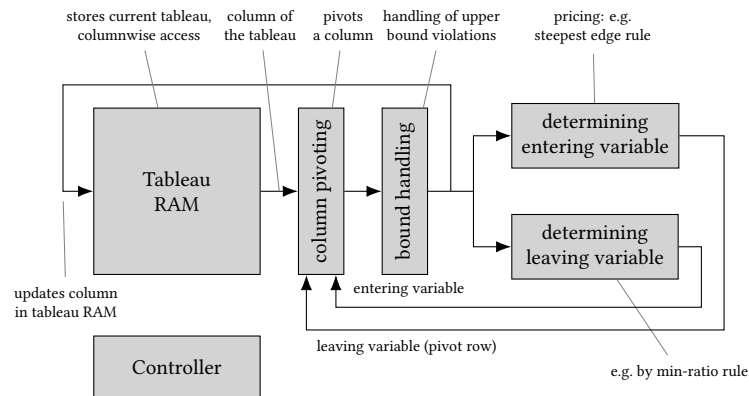 stores current tableau,
columnwise access
column of
the tableau
pivots
a column
handling of upper
bound violations
pricing: e.g.
steepest edge rule
Tableau
RAM
column pivoting
bound handling
determining
entering variable
determining
leaving variable
updates column
in tableau RAM
entering variable
leaving variable (pivot row)
e.g. by min-ratio rule
Controller